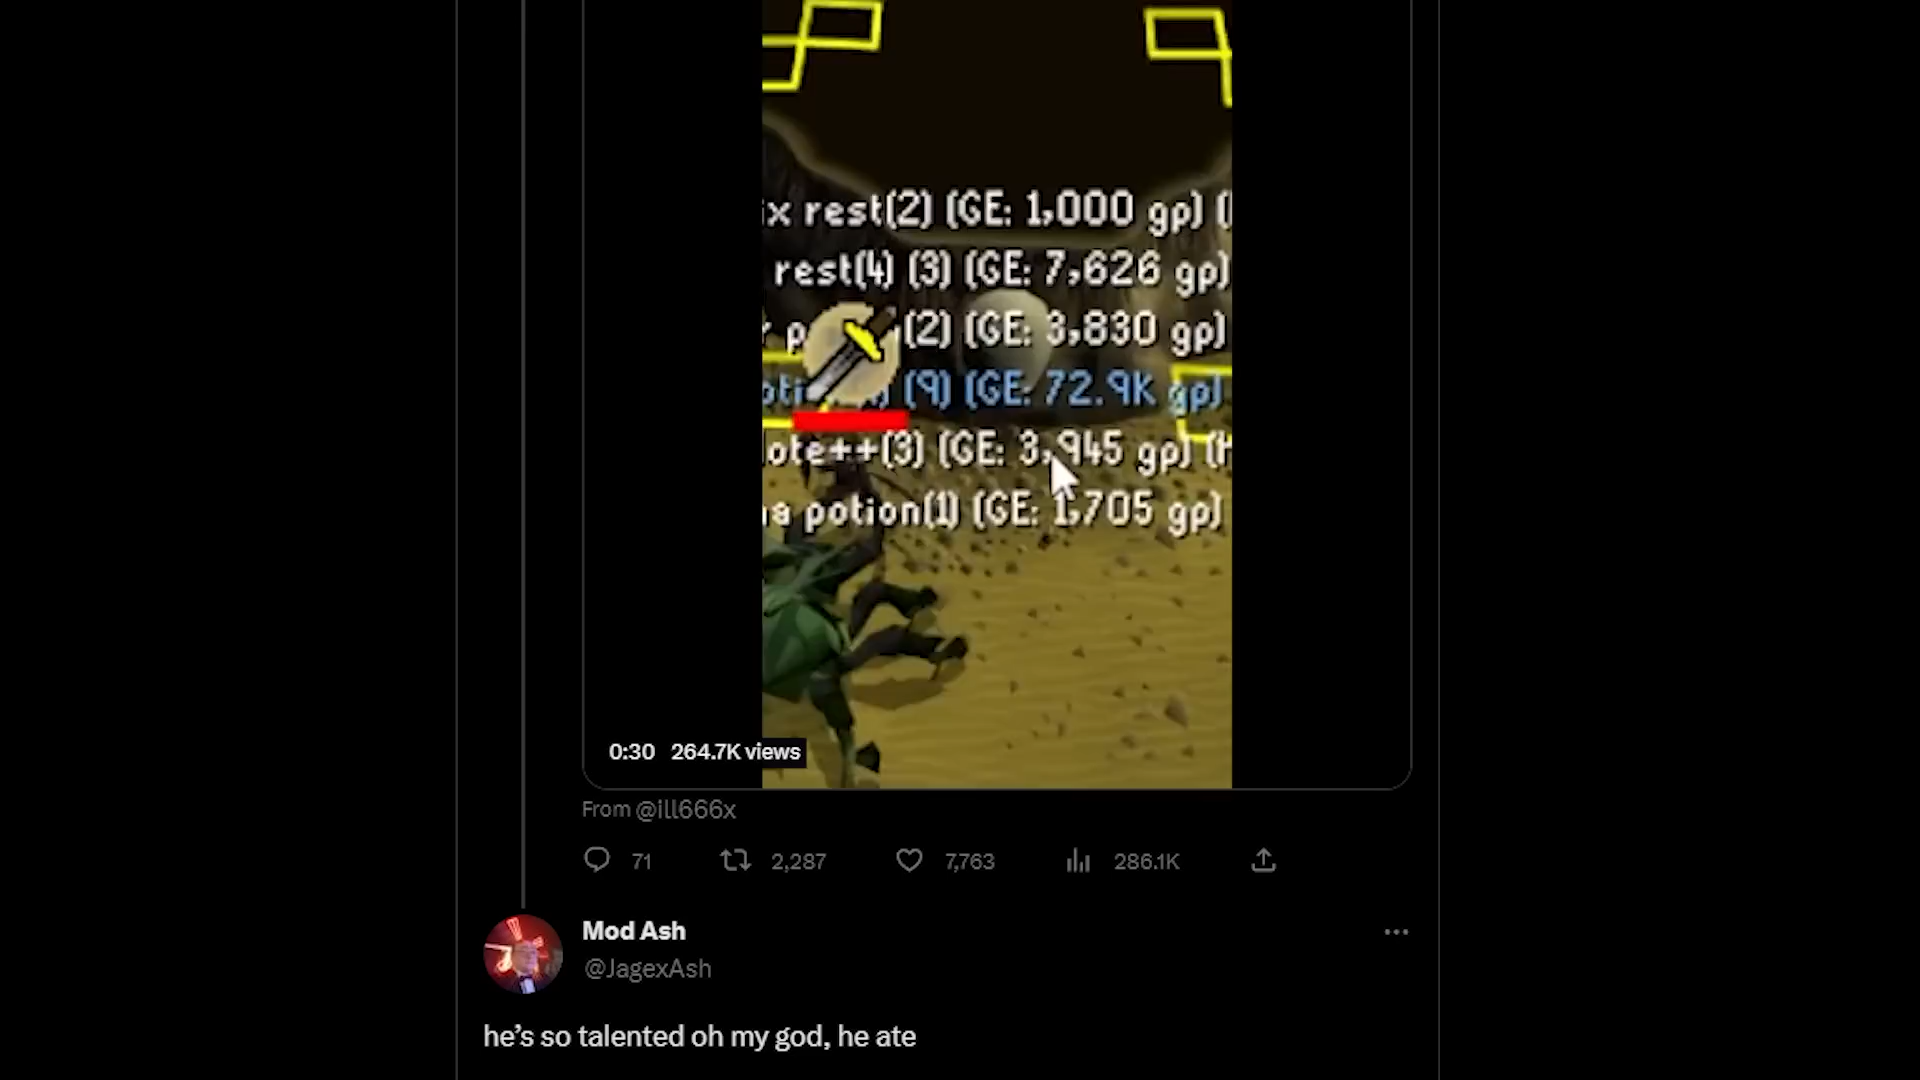 ix rest(2) (GE: 1,000 gp) (
rest(4) (3) (GE: 7,626 gp)
(2) (GE: 3,830 gp)
(9) (GE: 72.9K gp)
ote++(3) (GE: 3,945 gp) (H
potion(1) (GE: 1,705 gp)
0:30 264.7K views
From @ill666x
71 2,287 7,763 286.1K
Mod Ash
@JagexAsh
he’s so talented oh my god, he ate